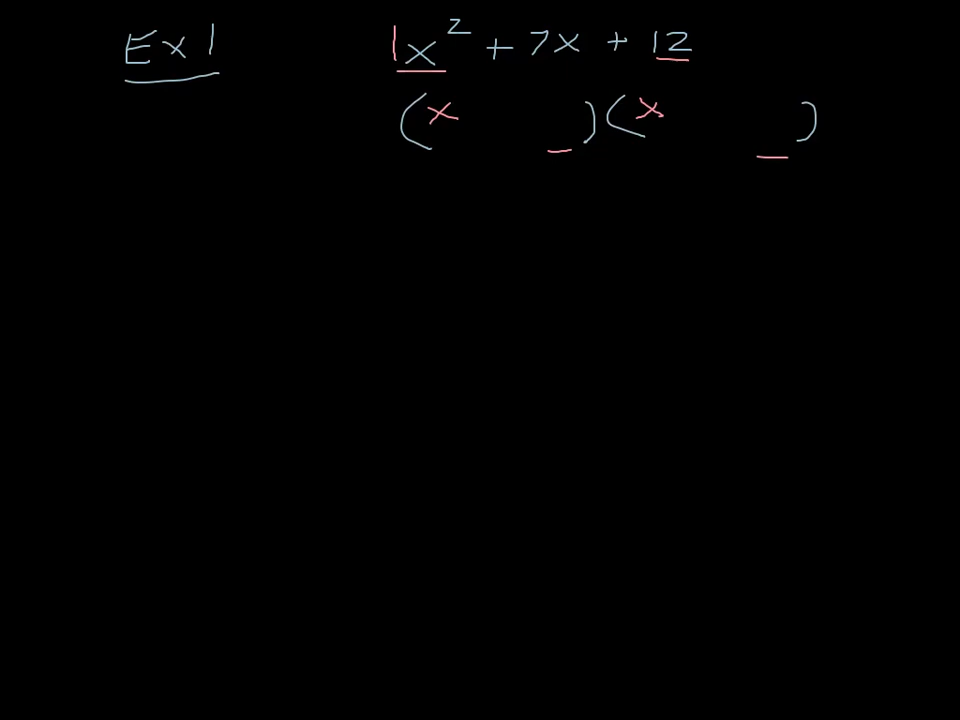 Ex 1
1x² + 7x + 12
(x _)(x _)